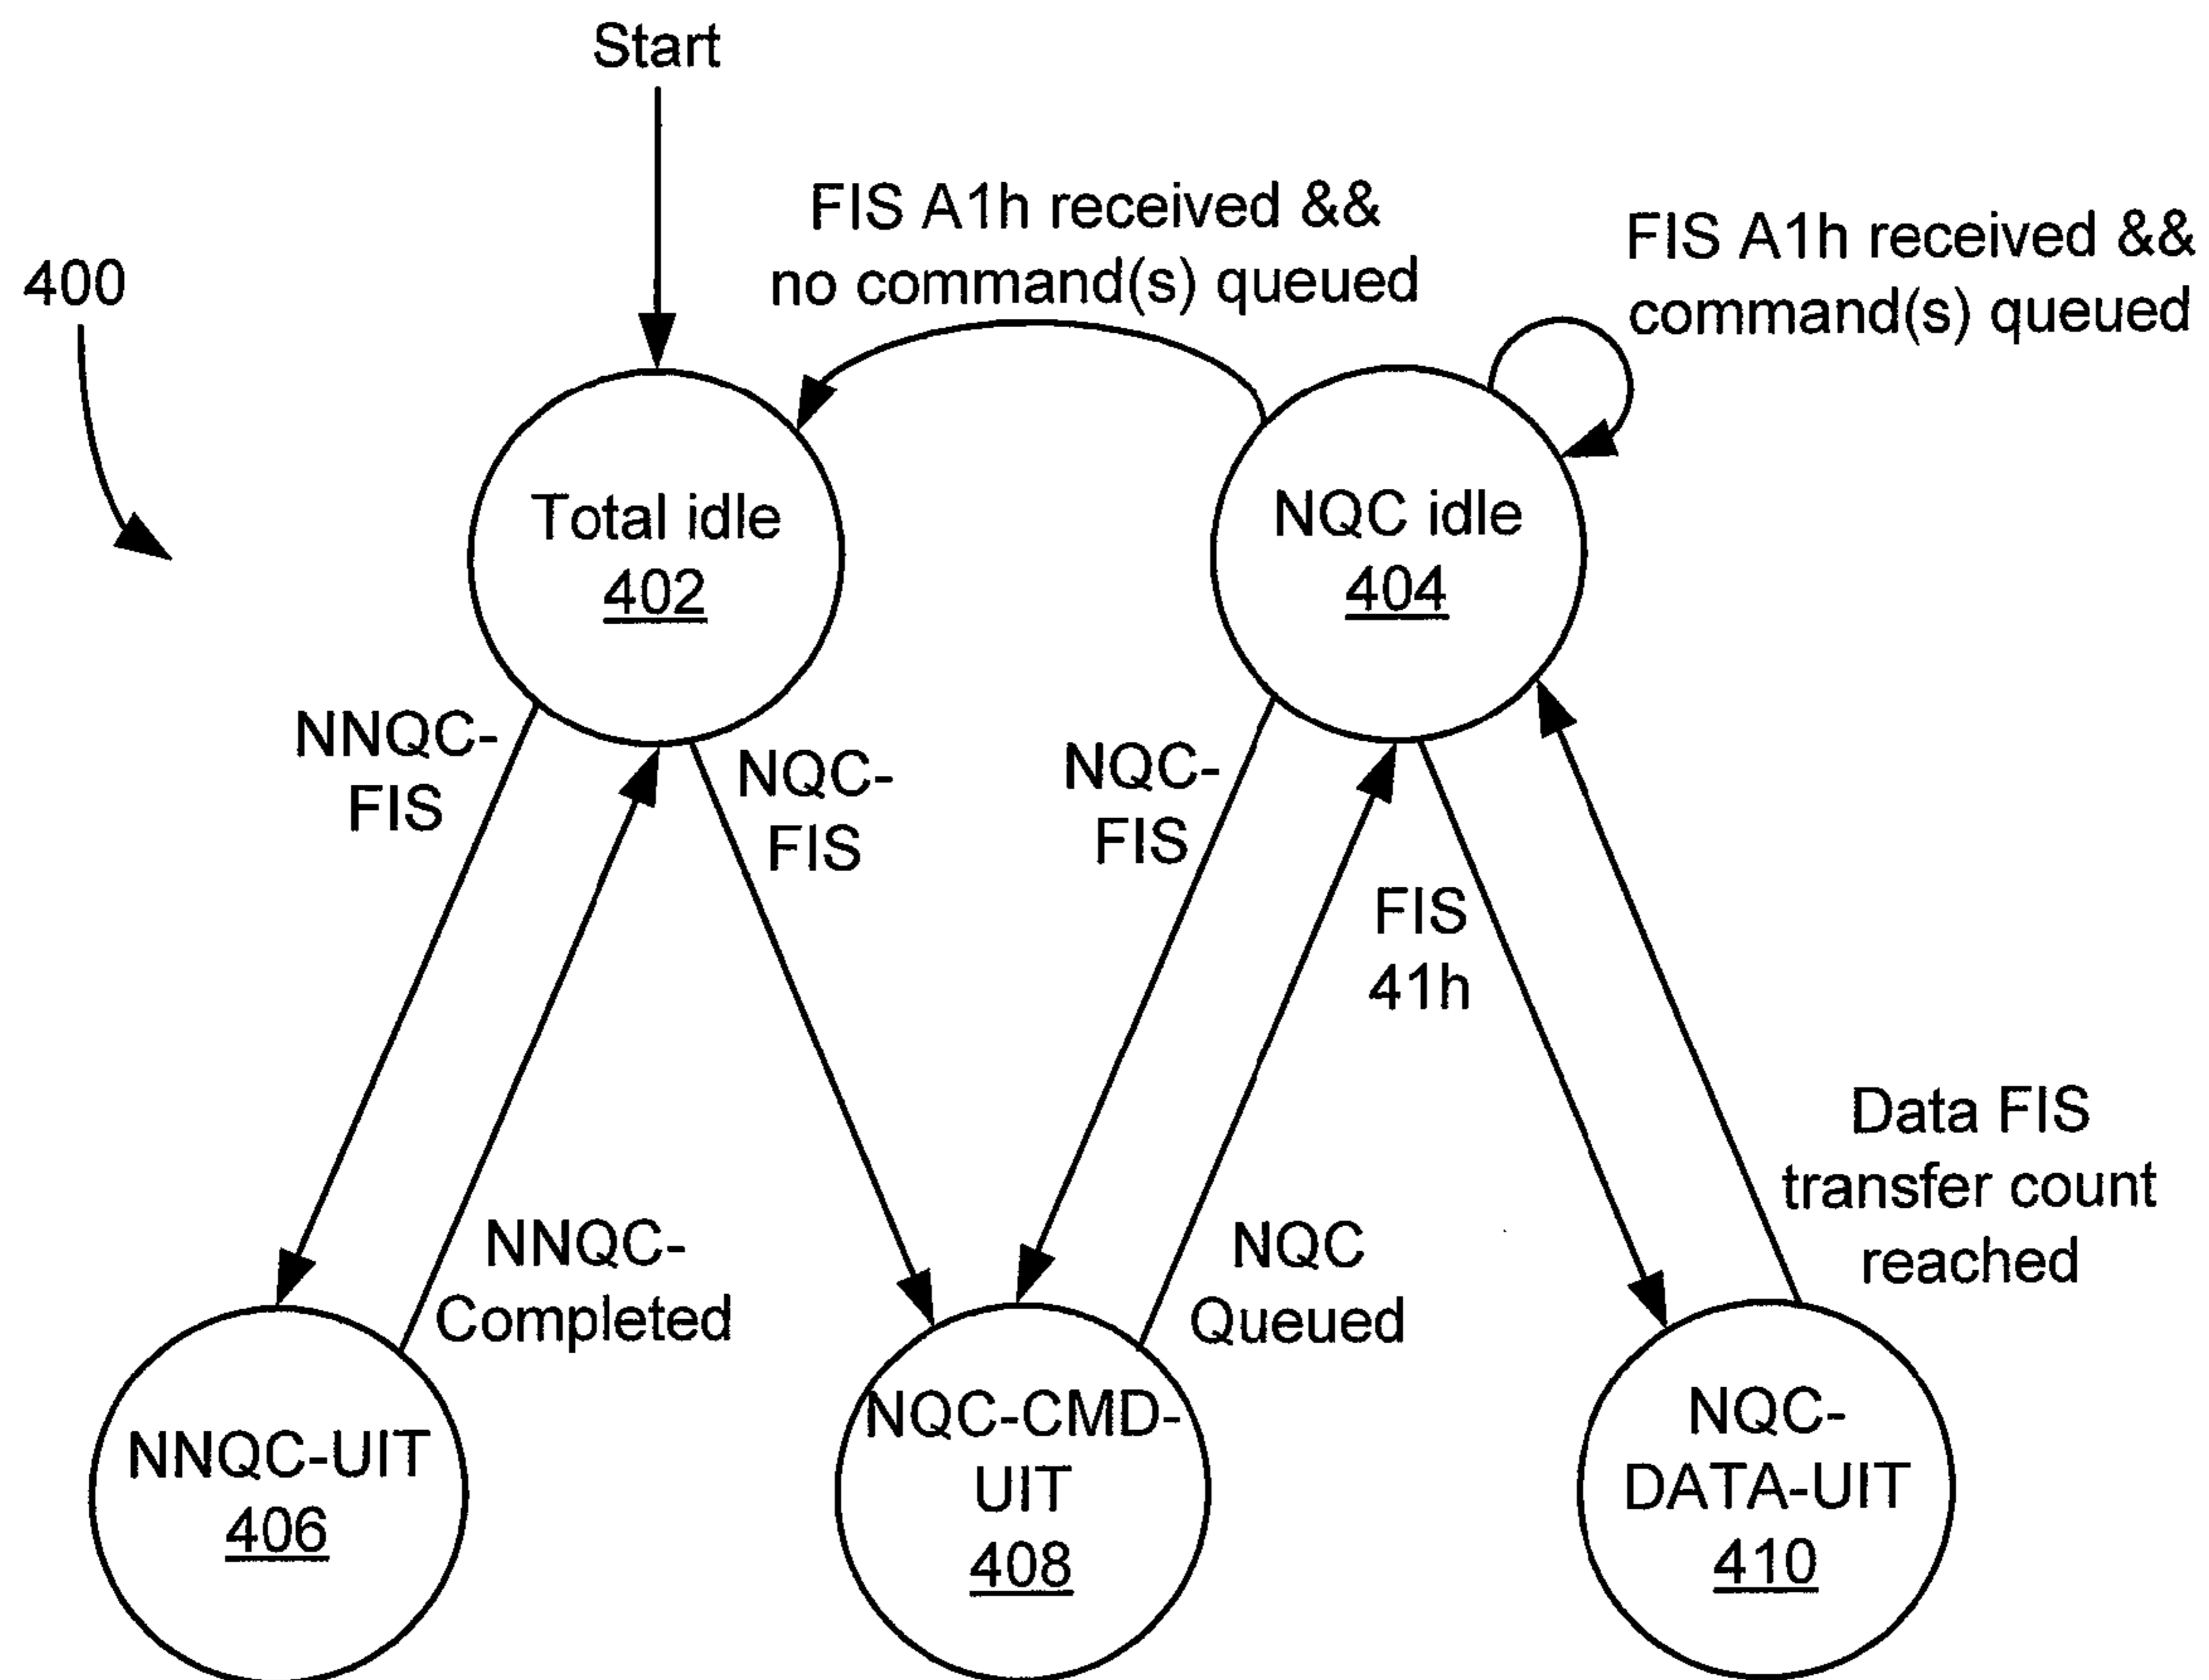 Start
FIS A1h received &&
no command(s) queued
FIS A1h received &&
command(s) queued
400
Total idle
402
NQC idle
404
NNQC-
FIS
NQC-
FIS
NQC-
FIS
FIS
41h
Data FIS
transfer count
reached
NNQC-
Completed
NQC
Queued
NNQC-UIT
406
NQC-CMD-
UIT
408
NQC-
DATA-UIT
410